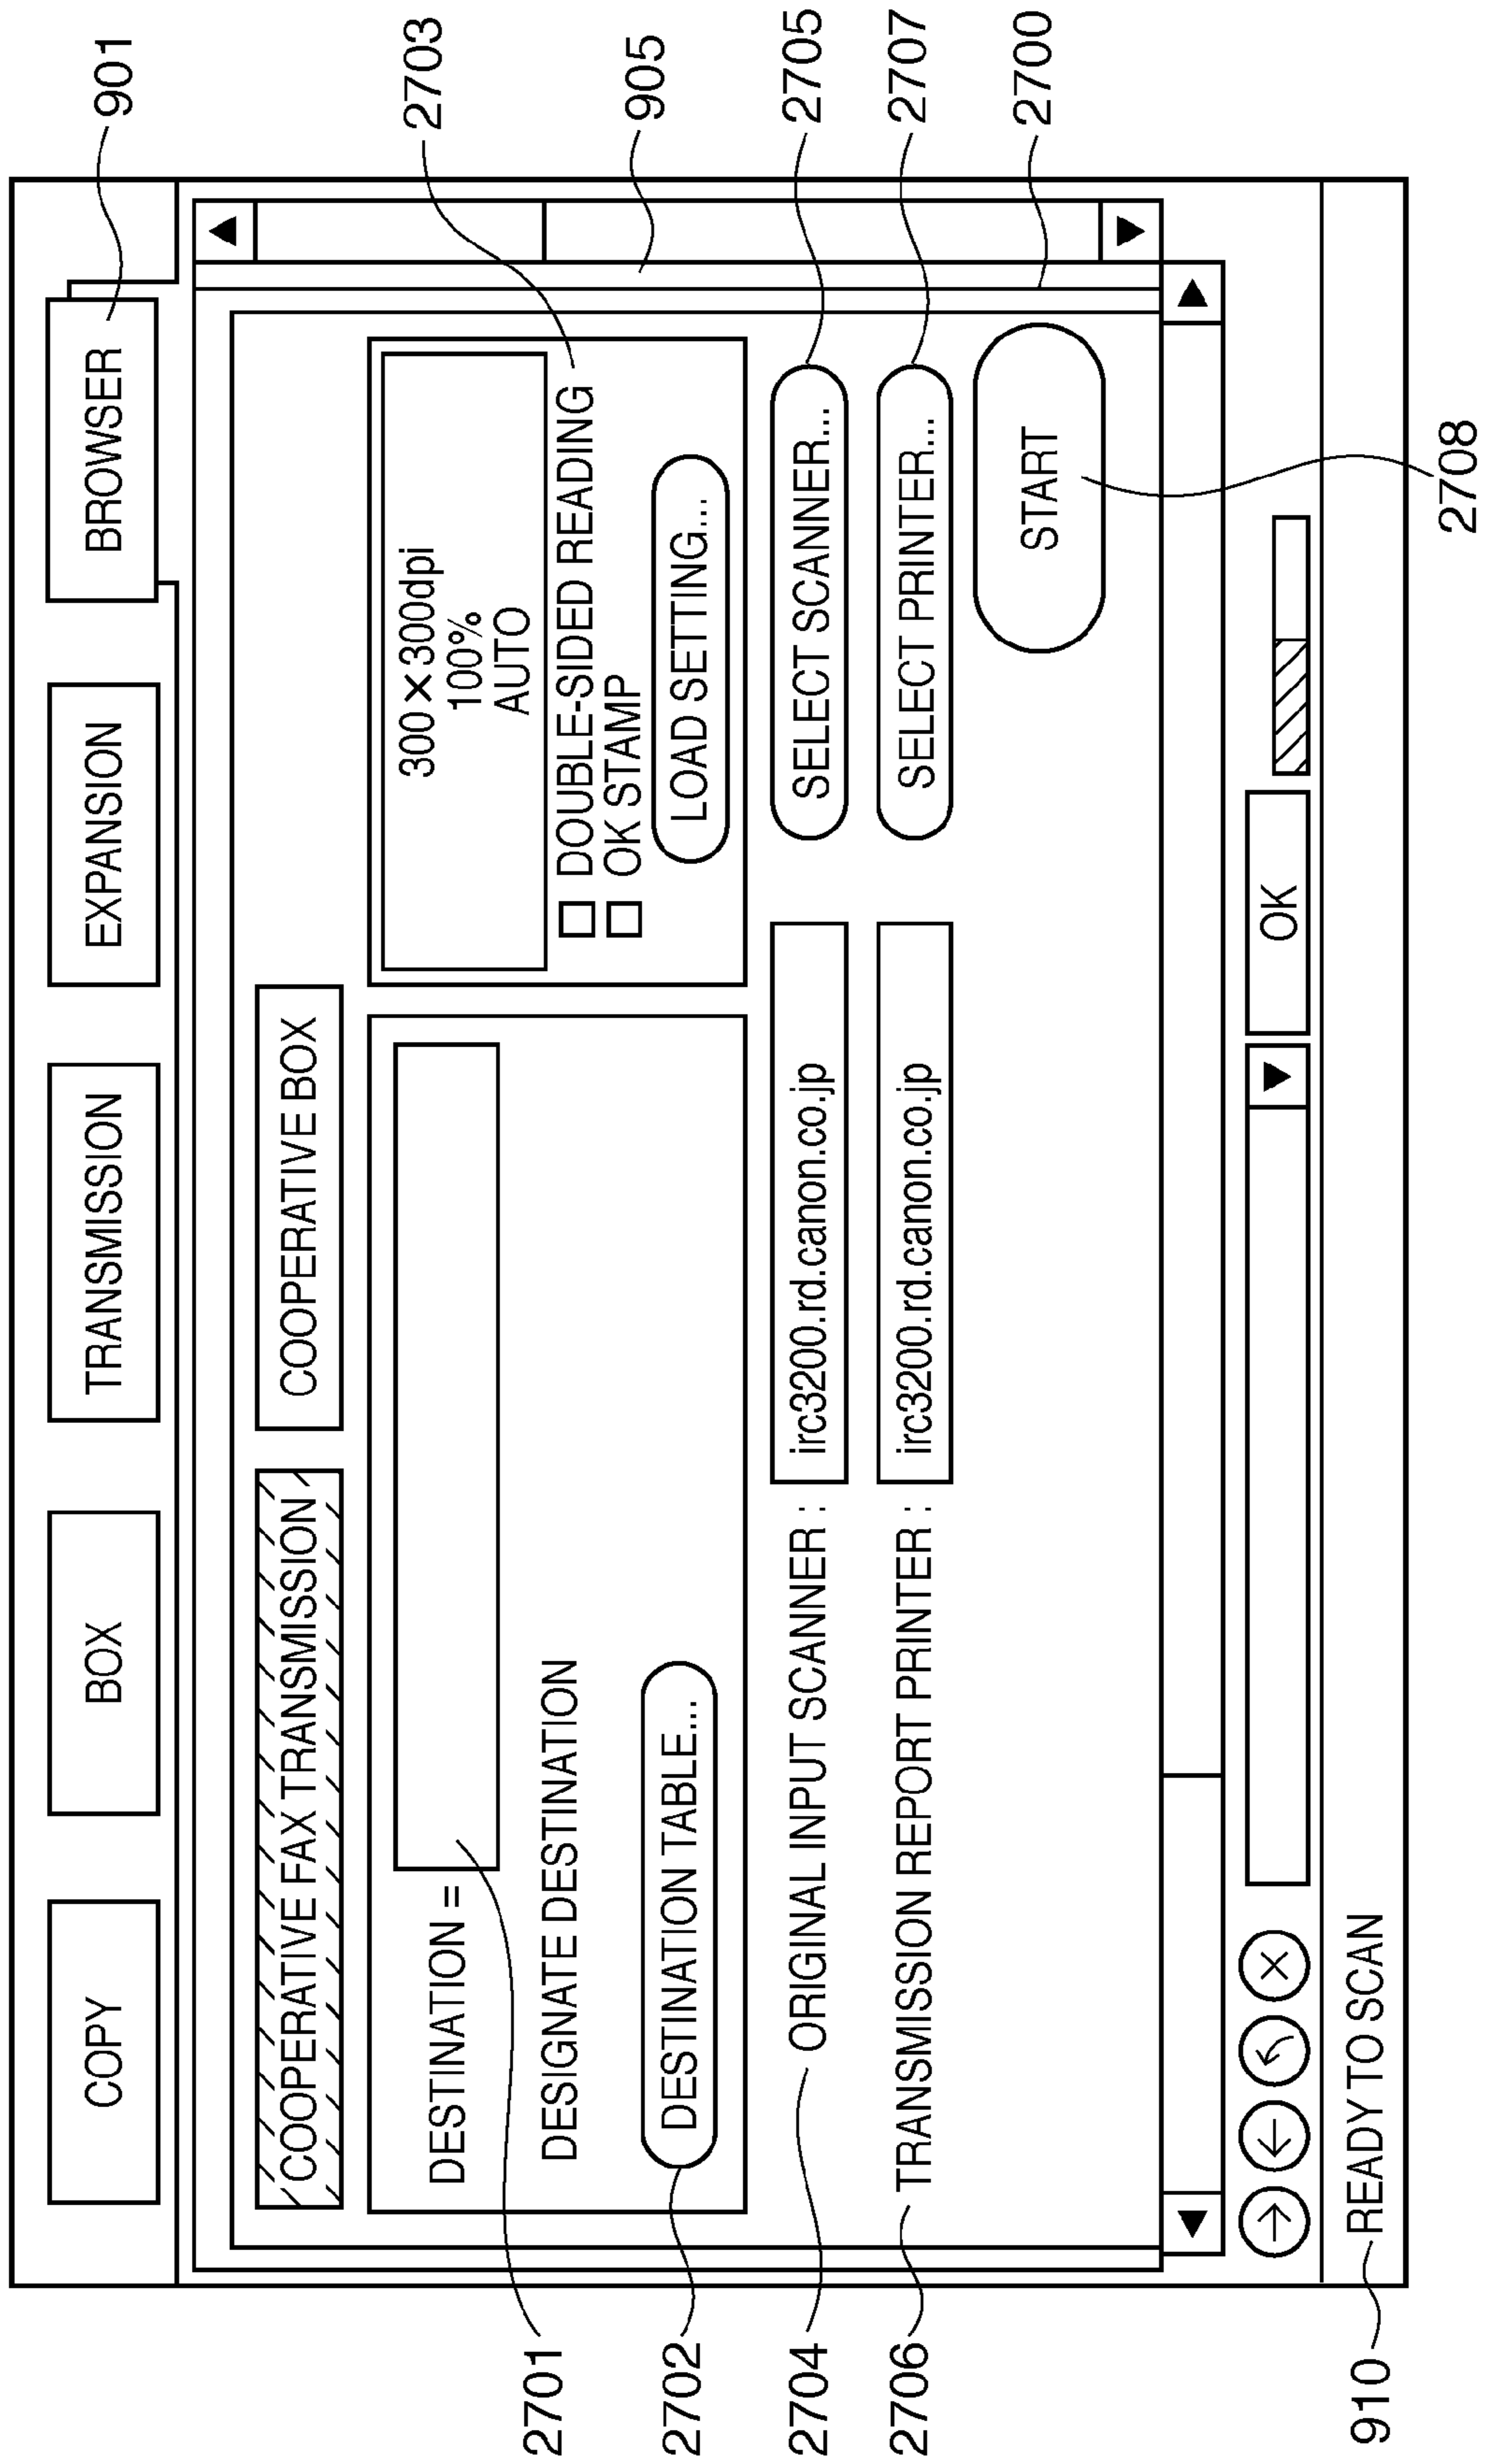 COPY
BOX
TRANSMISSION
EXPANSION
BROWSER
901
COOPERATIVE FAX TRANSMISSION
COOPERATIVE BOX
2701
DESTINATION =
DESIGNATE DESTINATION
2702
DESTINATION TABLE...
300×300dpi
100%
AUTO
2703
DOUBLE-SIDED READING
OK STAMP
LOAD SETTING...
905
2704
ORIGINAL INPUT SCANNER :
irc3200.rd.canon.co.jp
SELECT SCANNER...
2705
2706
TRANSMISSION REPORT PRINTER :
irc3200.rd.canon.co.jp
SELECT PRINTER...
2707
START
2700
OK
910
READY TO SCAN
2708